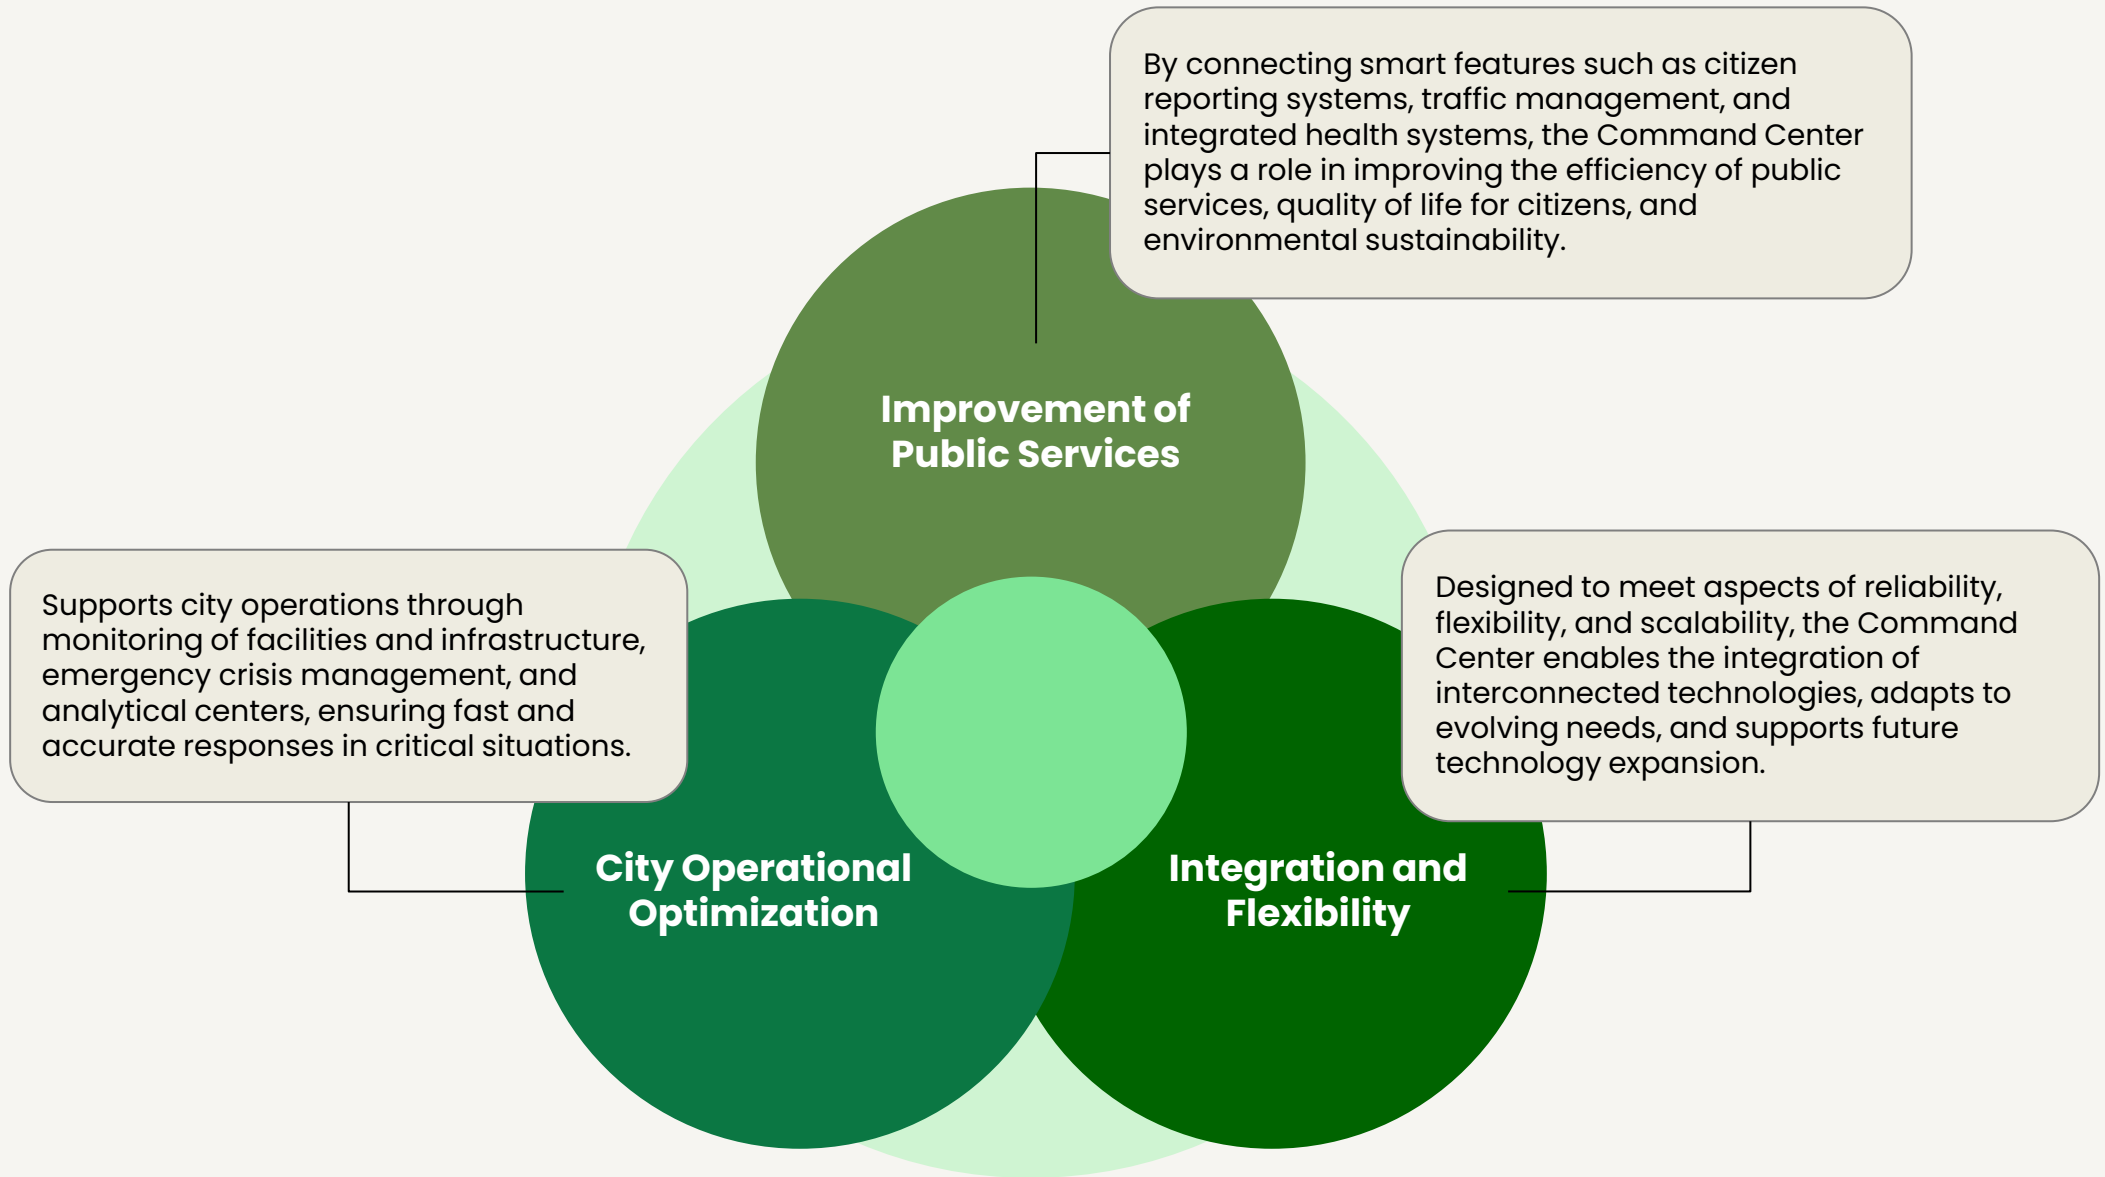 By connecting smart features such as citizen
reporting systems, traffic management, and
integrated health systems, the Command Center
plays a role in improving the efficiency of public
services, quality of life for citizens, and
environmental sustainability.
Improvement of
Public Services
Supports city operations through
monitoring of facilities and infrastructure,
emergency crisis management, and
analytical centers, ensuring fast and
accurate responses in critical situations.
Designed to meet aspects of reliability,
flexibility, and scalability, the Command
Center enables the integration of
interconnected technologies, adapts to
evolving needs, and supports future
technology expansion.
City Operational
Optimization
Integration and
Flexibility